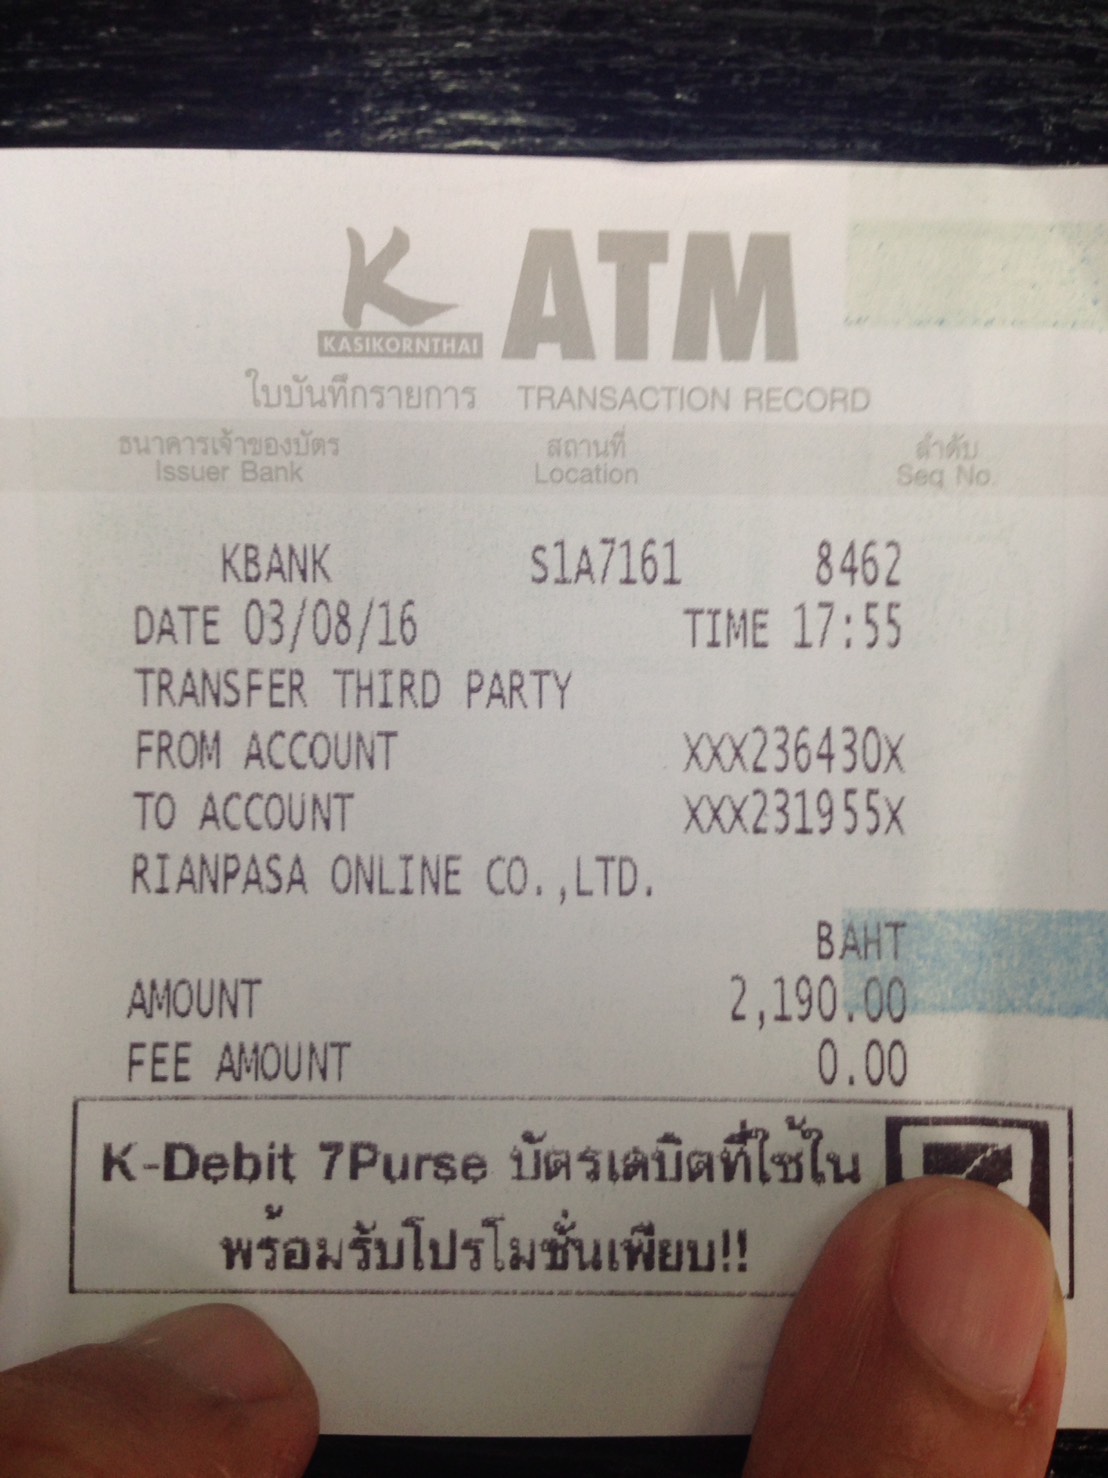 K ATM
KASIKORNTHAI
ใบบันทึกรายการ TRANSACTION RECORD
ธนาคารเจ้าของบัตร สถานที่ ลำดับ
Issuer Bank Location Seq No.
KBANK S1A7161 8462
DATE 03/08/16 TIME 17:55
TRANSFER THIRD PARTY
FROM ACCOUNT XXX236430X
TO ACCOUNT XXX231955X
RIANPASA ONLINE CO.,LTD.
BAHT
AMOUNT 2,190.00
FEE AMOUNT 0.00
K-Debit 7Purse บัตรเดบิตที่ใช้ใน
พร้อมรับโปรโมชั่นเพียบ!!